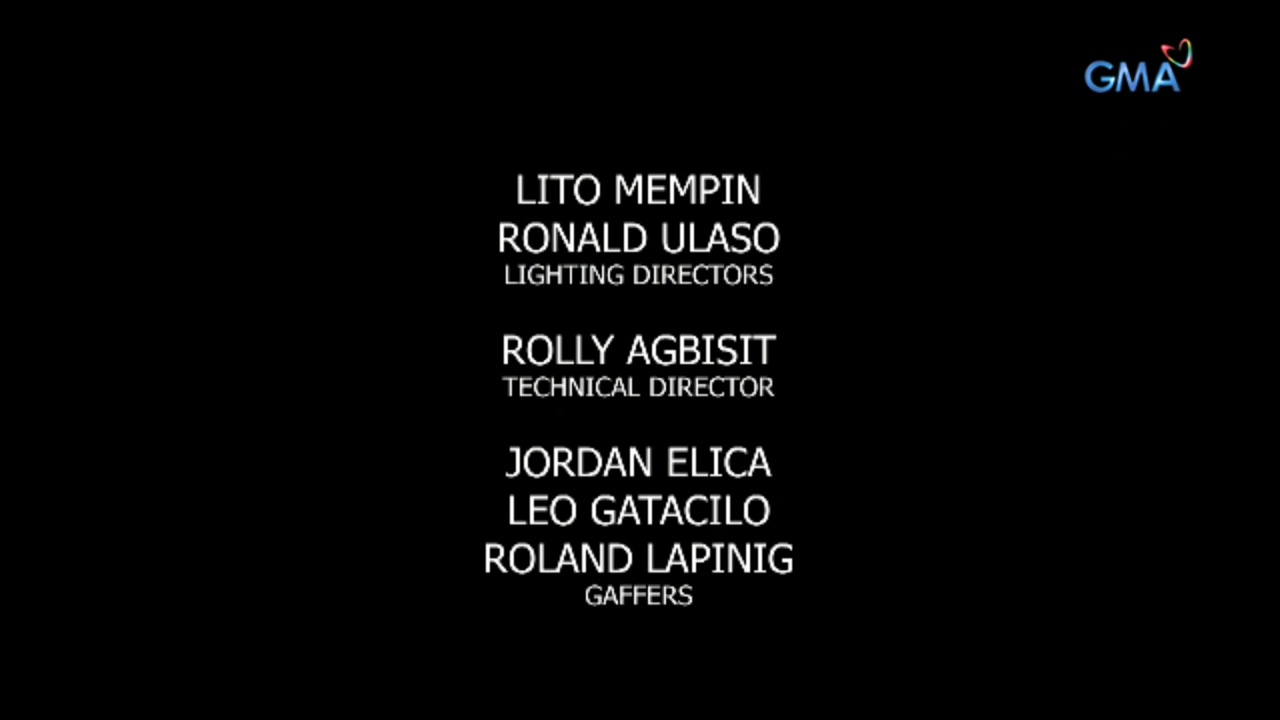 GMA
LITO MEMPIN
RONALD ULASO
LIGHTING DIRECTORS
ROLLY AGBISIT
TECHNICAL DIRECTOR
JORDAN ELICA
LEO GATACILO
ROLAND LAPINIG
GAFFERS